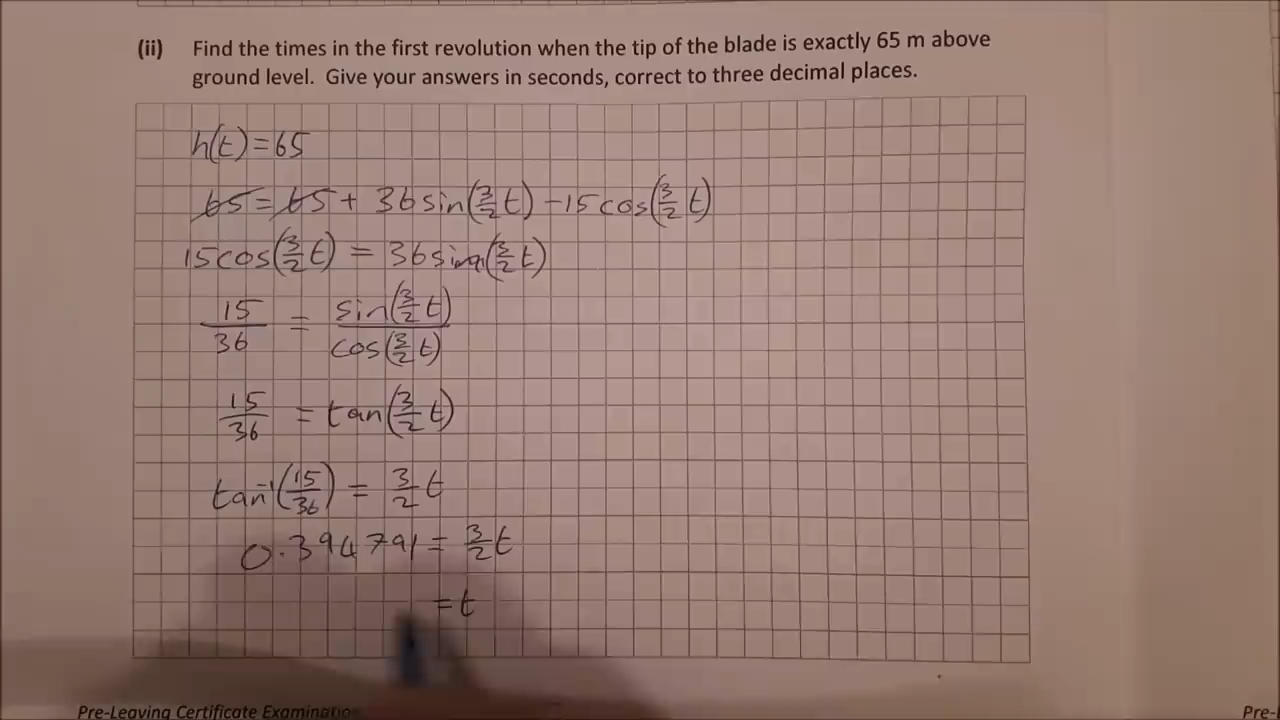 (ii) Find the times in the first revolution when the tip of the blade is exactly 65 m above
ground level. Give your answers in seconds, correct to three decimal places.
h(t)=65
65=65+36sin(3/2 t)-15cos(3/2 t)
15cos(3/2 t) = 36sin(3/2 t)
15/36 = sin(3/2 t)/cos(3/2 t)
15/36 = tan(3/2 t)
tan⁻¹(15/36) = 3/2 t
0.394791 = 3/2 t
= t
Pre-Leaving Certificate Examination
Pre-